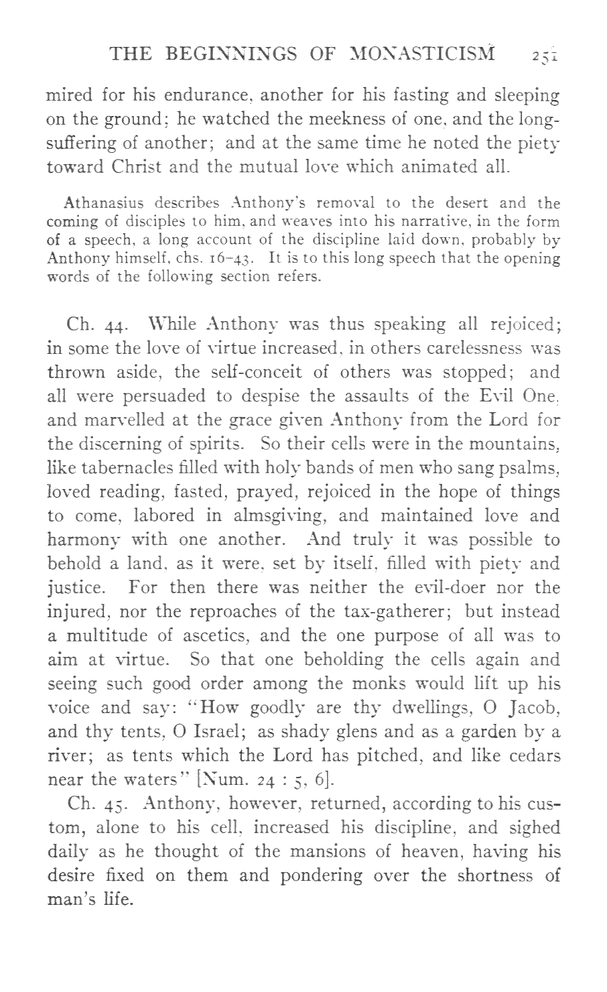 THE BEGINNINGS OF MONASTICISM 251
mired for his endurance, another for his fasting and sleeping
on the ground; he watched the meekness of one, and the long-
suffering of another; and at the same time he noted the piety
toward Christ and the mutual love which animated all.
Athanasius describes Anthony's removal to the desert and the
coming of disciples to him, and weaves into his narrative, in the form
of a speech, a long account of the discipline laid down, probably by
Anthony himself, chs. 16-43. It is to this long speech that the opening
words of the following section refers.
Ch. 44. While Anthony was thus speaking all rejoiced;
in some the love of virtue increased, in others carelessness was
thrown aside, the self-conceit of others was stopped; and
all were persuaded to despise the assaults of the Evil One,
and marvelled at the grace given Anthony from the Lord for
the discerning of spirits. So their cells were in the mountains,
like tabernacles filled with holy bands of men who sang psalms,
loved reading, fasted, prayed, rejoiced in the hope of things
to come, labored in almsgiving, and maintained love and
harmony with one another. And truly it was possible to
behold a land, as it were, set by itself, filled with piety and
justice. For then there was neither the evil-doer nor the
injured, nor the reproaches of the tax-gatherer; but instead
a multitude of ascetics, and the one purpose of all was to
aim at virtue. So that one beholding the cells again and
seeing such good order among the monks would lift up his
voice and say: "How goodly are thy dwellings, O Jacob,
and thy tents, O Israel; as shady glens and as a garden by a
river; as tents which the Lord has pitched, and like cedars
near the waters" [Num. 24 : 5, 6].
Ch. 45. Anthony, however, returned, according to his cus-
tom, alone to his cell, increased his discipline, and sighed
daily as he thought of the mansions of heaven, having his
desire fixed on them and pondering over the shortness of
man's life.